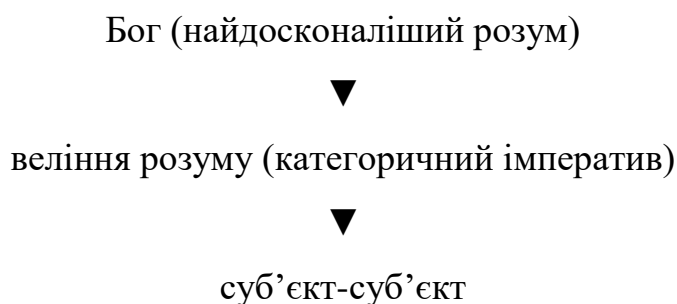 Бог (найдосконаліший розум)
веління розуму (категоричний імператив)
суб’єкт-суб’єкт